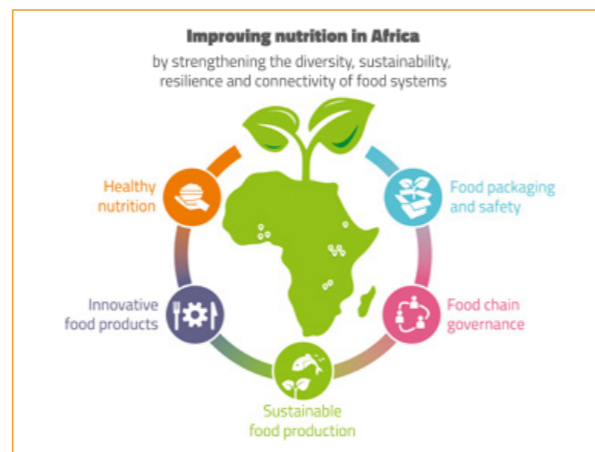 Improving nutrition in Africa
by strengthening the diversity, sustainability,
resilience and connectivity of food systems
Healthy
nutrition
Food packaging
and safety
Innovative
food products
Food chain
governance
Sustainable
food production